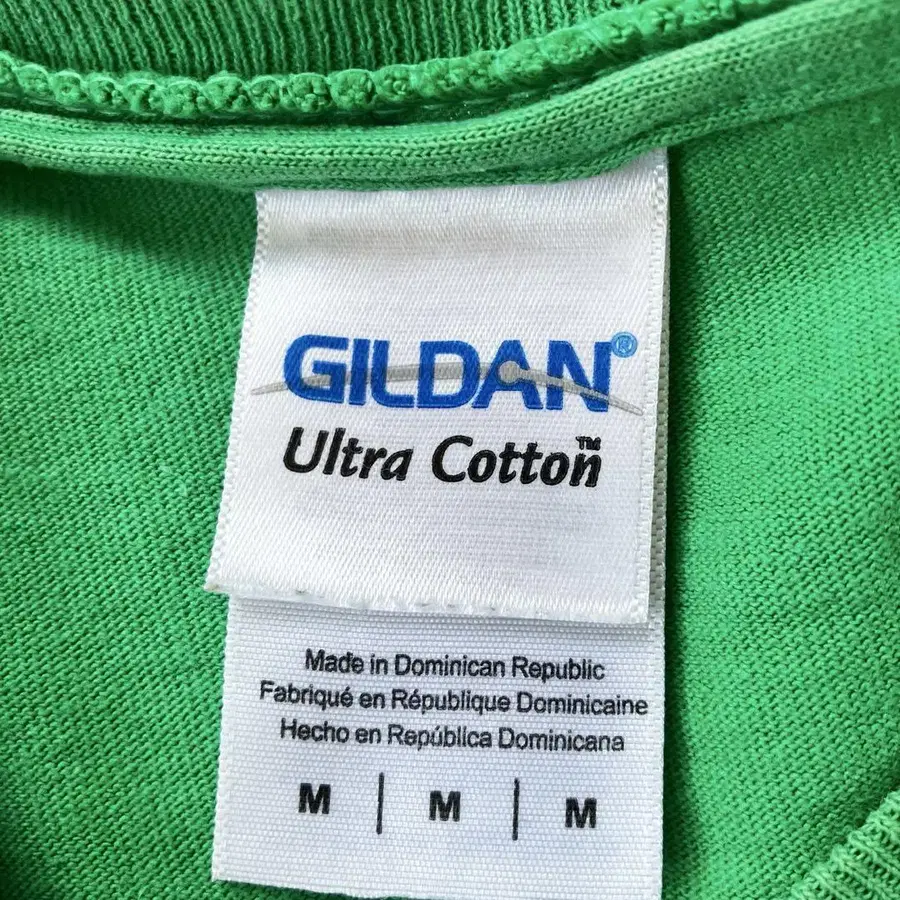 GILDAN®
Ultra Cotton™
Made in Dominican Republic
Fabriqué en République Dominicaine
Hecho en República Dominicana
M | M | M